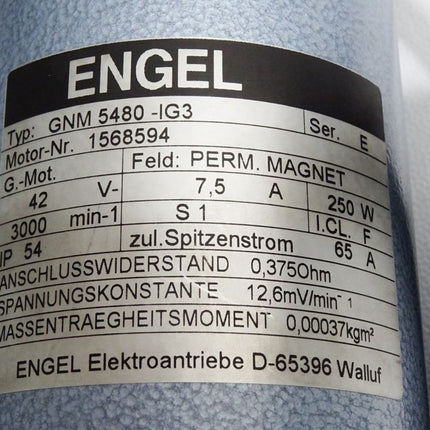 ENGEL
Typ: GNM 5480 -IG3 Ser. E
Motor-Nr. 1568594
G.-Mot. Feld: PERM. MAGNET
42 V- 7,5 A 250 W
3000 min-1 S 1 I.CL. F
IP 54 zul.Spitzenstrom 65 A
ANSCHLUSSWIDERSTAND 0,375Ohm
SPANNUNGSKONSTANTE 12,6mV/min⁻¹
MASSENTRAEGHEITSMOMENT 0,00037kgm²
ENGEL Elektroantriebe D-65396 Walluf